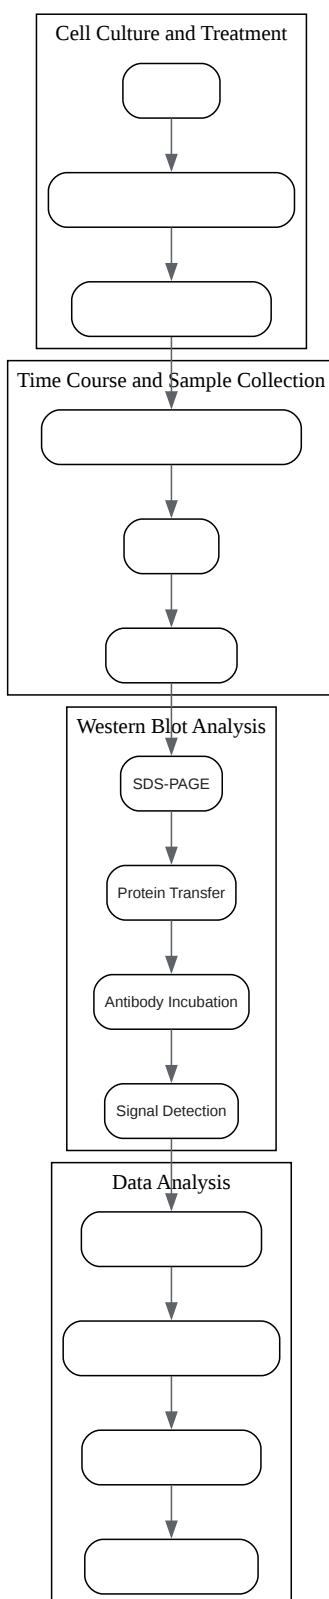 Cell Culture and Treatment
Time Course and Sample Collection
Western Blot Analysis
SDS-PAGE
Protein Transfer
Antibody Incubation
Signal Detection
Data Analysis